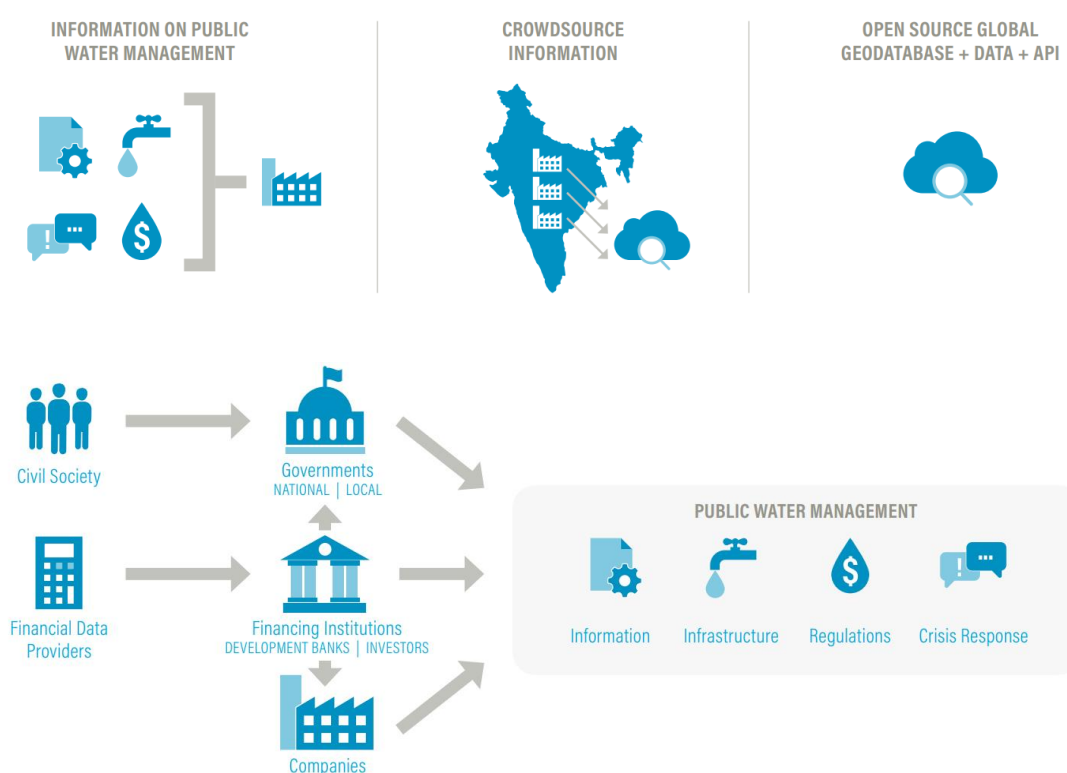 INFORMATION ON PUBLIC
WATER MANAGEMENT
CROWDSOURCE
INFORMATION
OPEN SOURCE GLOBAL
GEODATABASE + DATA + API
!
...
$
Civil Society
Governments
NATIONAL | LOCAL
Financial Data
Providers
Financing Institutions
DEVELOPMENT BANKS | INVESTORS
Companies
PUBLIC WATER MANAGEMENT
$
!
...
Information
Infrastructure
Regulations
Crisis Response